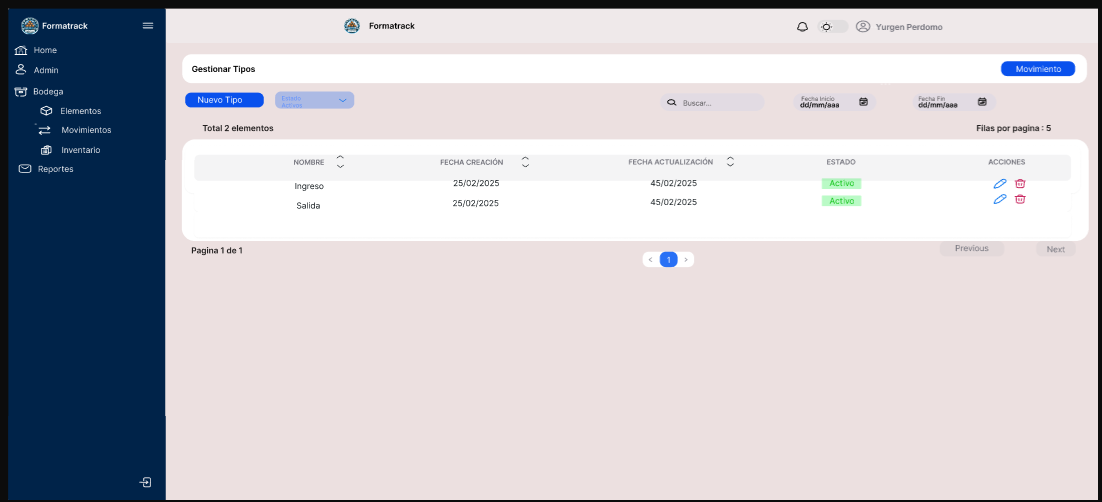 Formatrack
Home
Admin
Bodega
Elementos
Movimientos
Inventario
Reportes
Formatrack
Yurgen Perdomo
Gestionar Tipos
Movimiento
Nuevo Tipo
Estado
Activos
Buscar...
Fecha Inicio
dd/mm/aaa
Fecha Fin
dd/mm/aaa
Total 2 elementos
Filas por pagina : 5
NOMBRE FECHA CREACIÓN FECHA ACTUALIZACIÓN ESTADO ACCIONES
Ingreso 25/02/2025 45/02/2025 Activo
Salida 25/02/2025 45/02/2025 Activo
Pagina 1 de 1
< 1 >
Previous
Next